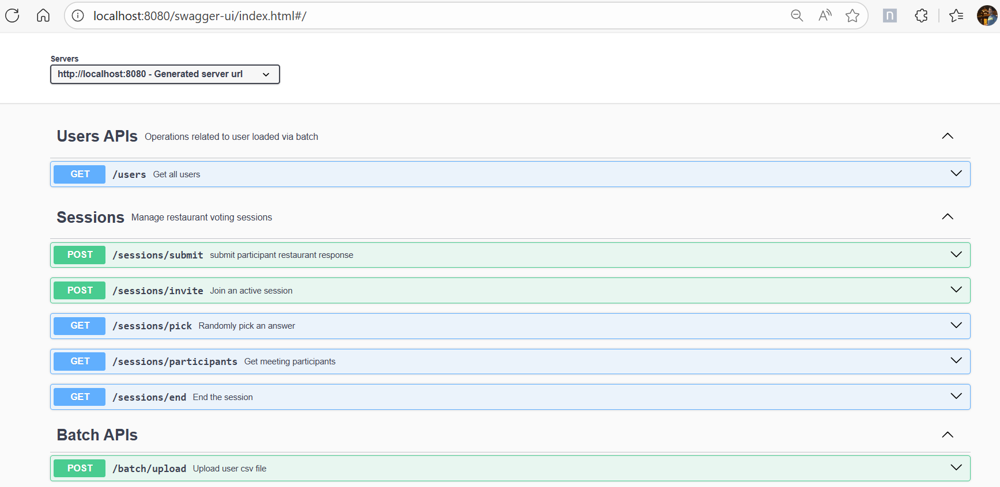 localhost:8080/swagger-ui/index.html#/
Servers
http://localhost:8080 - Generated server url
Users APIs Operations related to user loaded via batch
GET /users Get all users
Sessions Manage restaurant voting sessions
POST /sessions/submit submit participant restaurant response
POST /sessions/invite Join an active session
GET /sessions/pick Randomly pick an answer
GET /sessions/participants Get meeting participants
GET /sessions/end End the session
Batch APIs
POST /batch/upload Upload user csv file